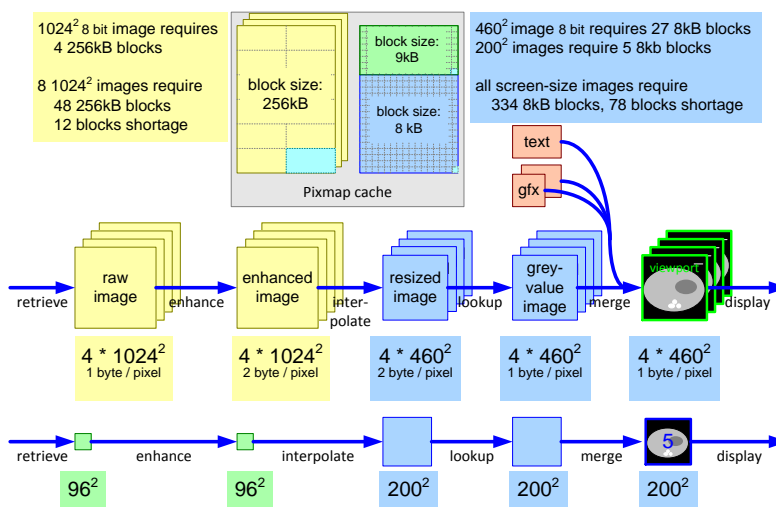 1024² 8 bit image requires
4 256kB blocks
8 1024² images require
48 256kB blocks
12 blocks shortage
block size:
256kB
block size:
9kB
block size:
8 kB
Pixmap cache
460² image 8 bit requires 27 8kB blocks
200² images require 5 8kb blocks
all screen-size images require
334 8kB blocks, 78 blocks shortage
text
gfx
retrieve
raw
image
enhance
enhanced
image
inter-
polate
resized
image
lookup
grey-
value
image
merge
viewport
display
4 * 1024²
1 byte / pixel
4 * 1024²
2 byte / pixel
4 * 460²
2 byte / pixel
4 * 460²
1 byte / pixel
4 * 460²
1 byte / pixel
retrieve
enhance
interpolate
lookup
merge
5
display
96²
96²
200²
200²
200²